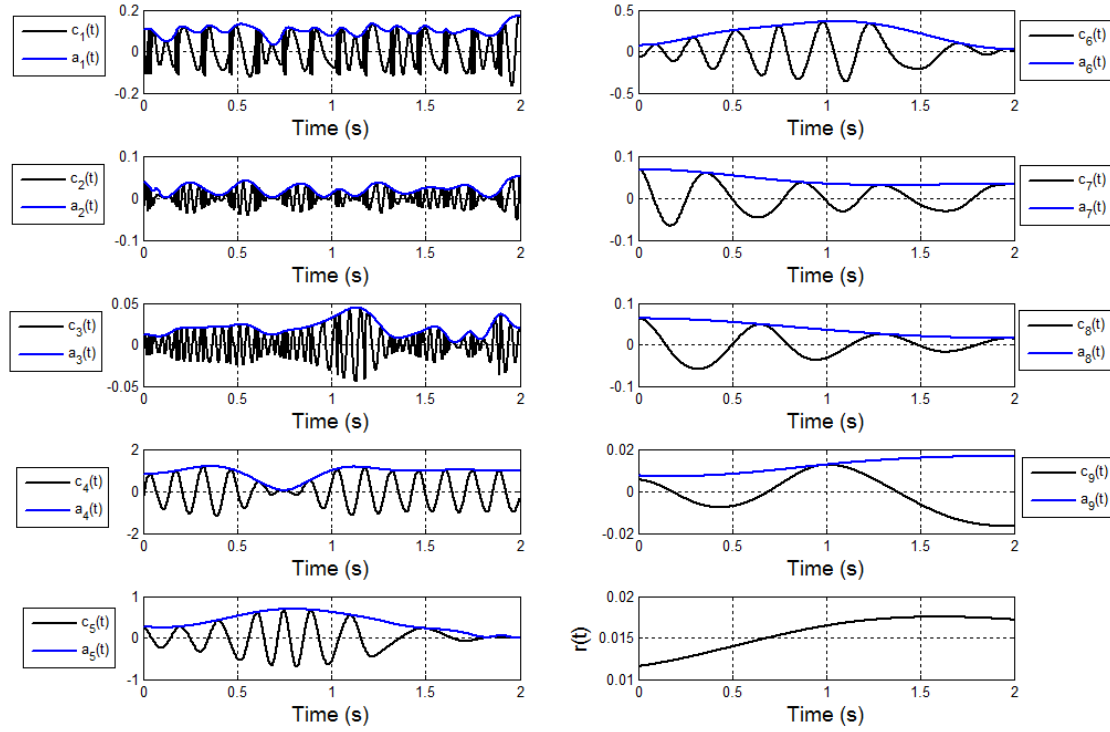 c1(t)
a1(t)
0.2
0
-0.2
0 0.5 1 1.5 2
Time (s)
c2(t)
a2(t)
0.1
0
-0.1
0 0.5 1 1.5 2
Time (s)
c3(t)
a3(t)
0.05
0
-0.05
0 0.5 1 1.5 2
Time (s)
c4(t)
a4(t)
2
0
-2
0 0.5 1 1.5 2
Time (s)
c5(t)
a5(t)
1
0
-1
0 0.5 1 1.5 2
Time (s)
0.5
0
-0.5
0 0.5 1 1.5 2
Time (s)
c6(t)
a6(t)
0.1
0
-0.1
0 0.5 1 1.5 2
Time (s)
c7(t)
a7(t)
0.1
0
-0.1
0 0.5 1 1.5 2
Time (s)
c8(t)
a8(t)
0.02
0
-0.02
0 0.5 1 1.5 2
Time (s)
c9(t)
a9(t)
r(t)
0.02
0.015
0.01
0 0.5 1 1.5 2
Time (s)